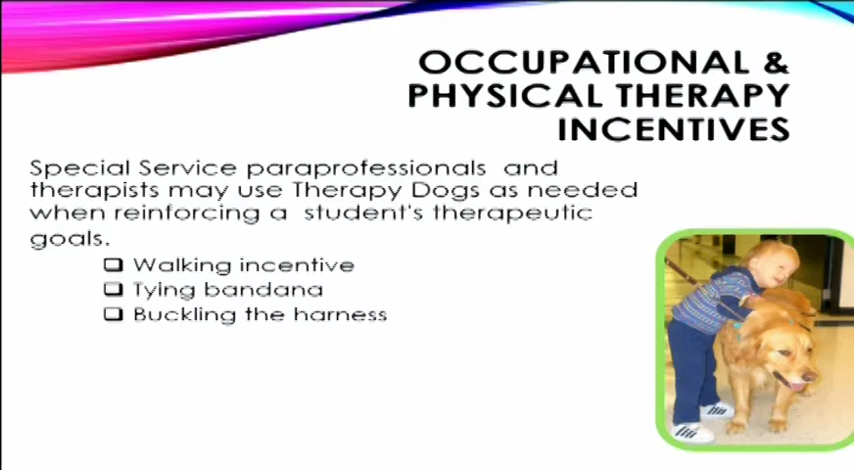 OCCUPATIONAL &
PHYSICAL THERAPY
INCENTIVES
Special Service paraprofessionals and
therapists may use Therapy Dogs as needed
when reinforcing a student's therapeutic
goals.
Walking incentive
Tying bandana
Buckling the harness